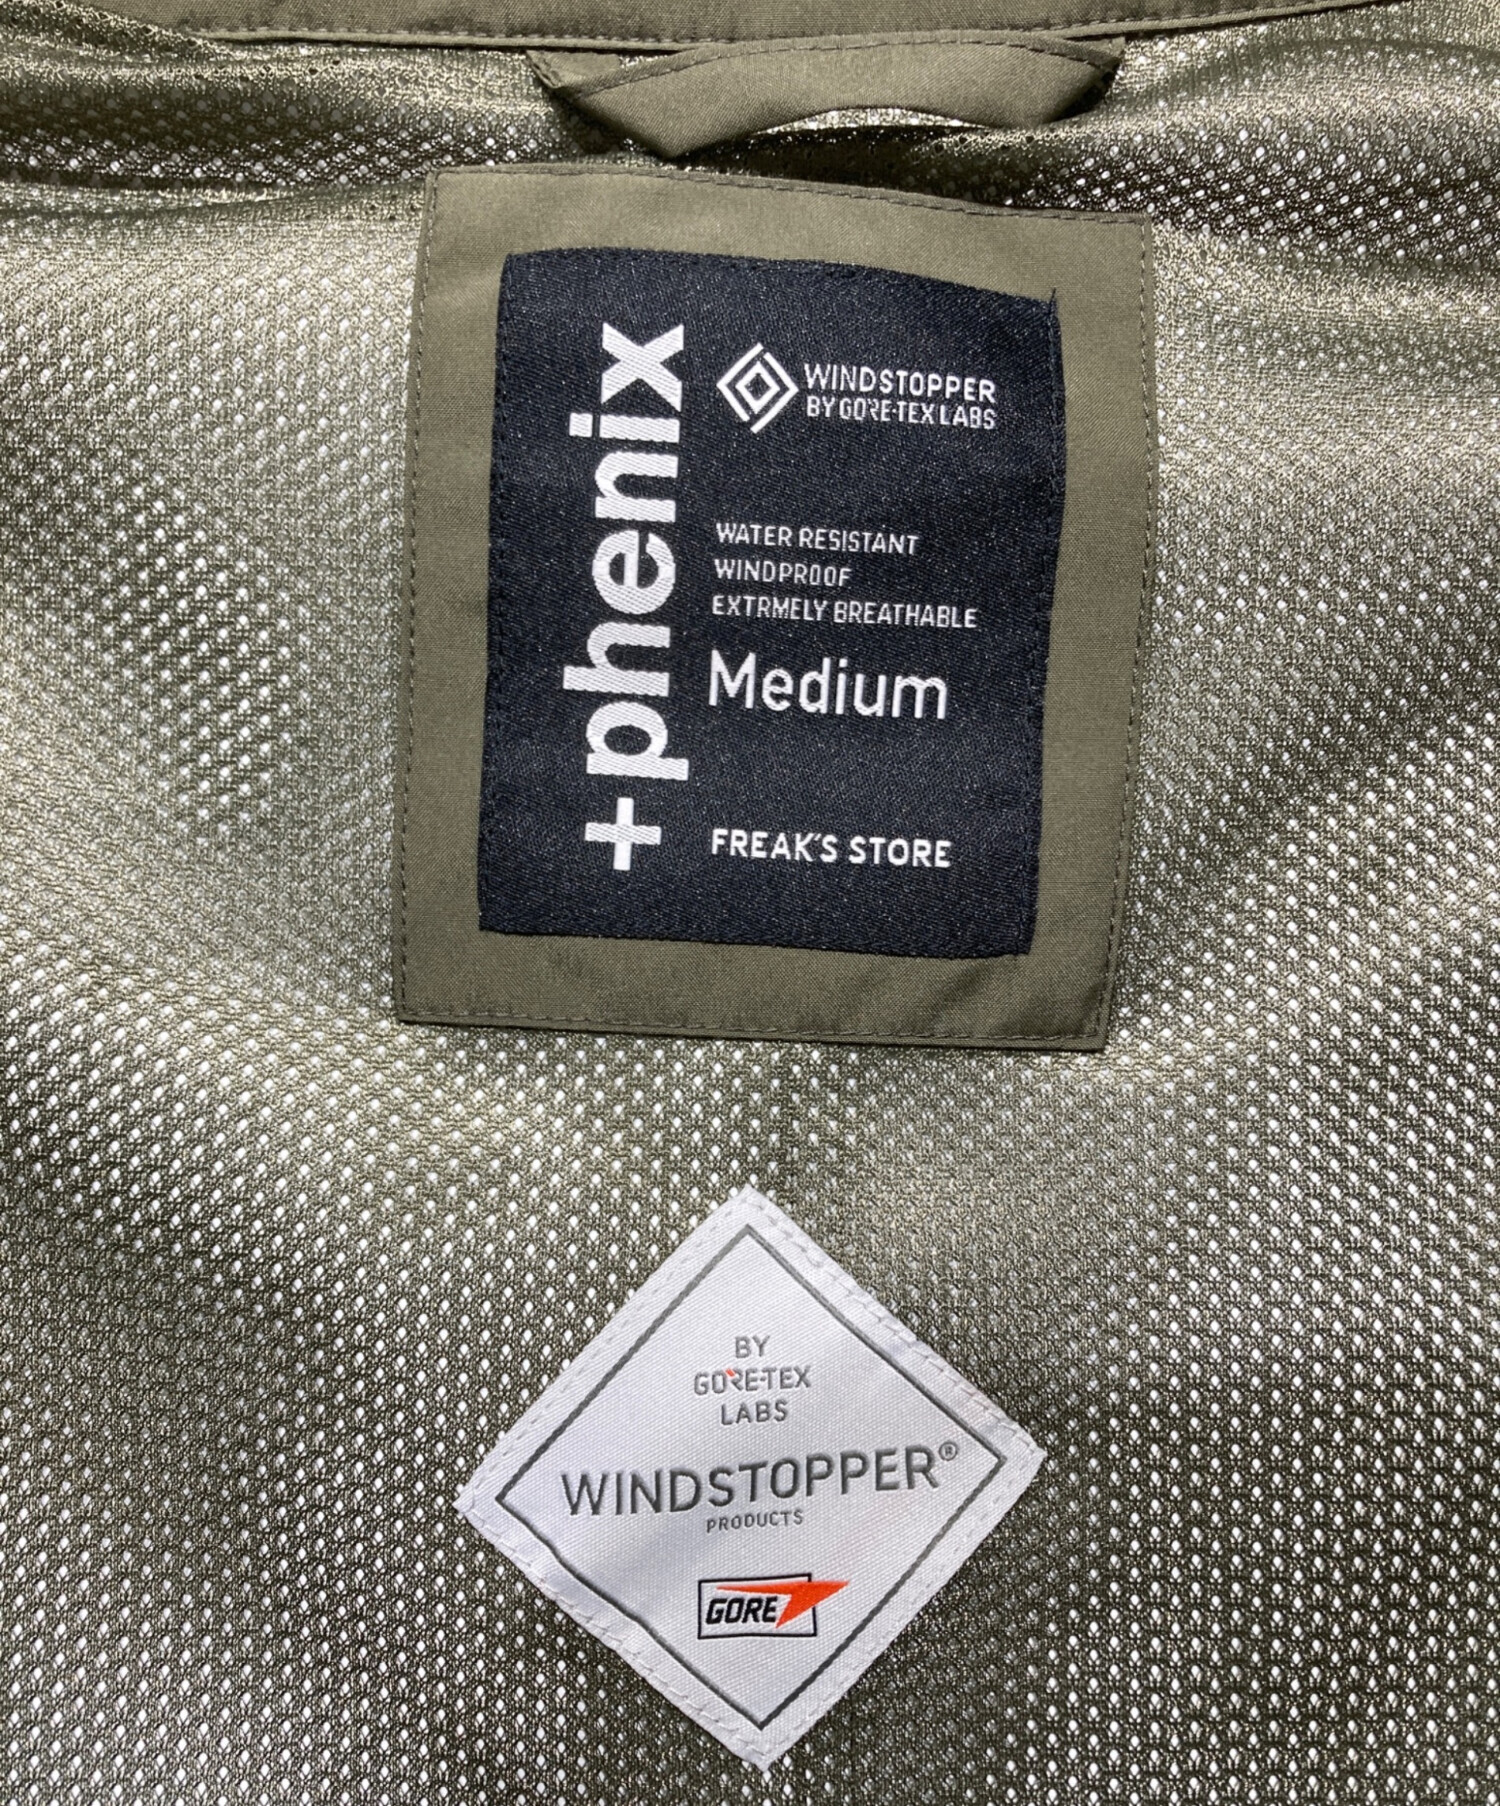 +phenix
WINDSTOPPER
BY GORE-TEX LABS
WATER RESISTANT
WINDPROOF
EXTRMELY BREATHABLE
Medium
FREAK'S STORE
BY
GORE-TEX
LABS
WINDSTOPPER®
PRODUCTS
GORE